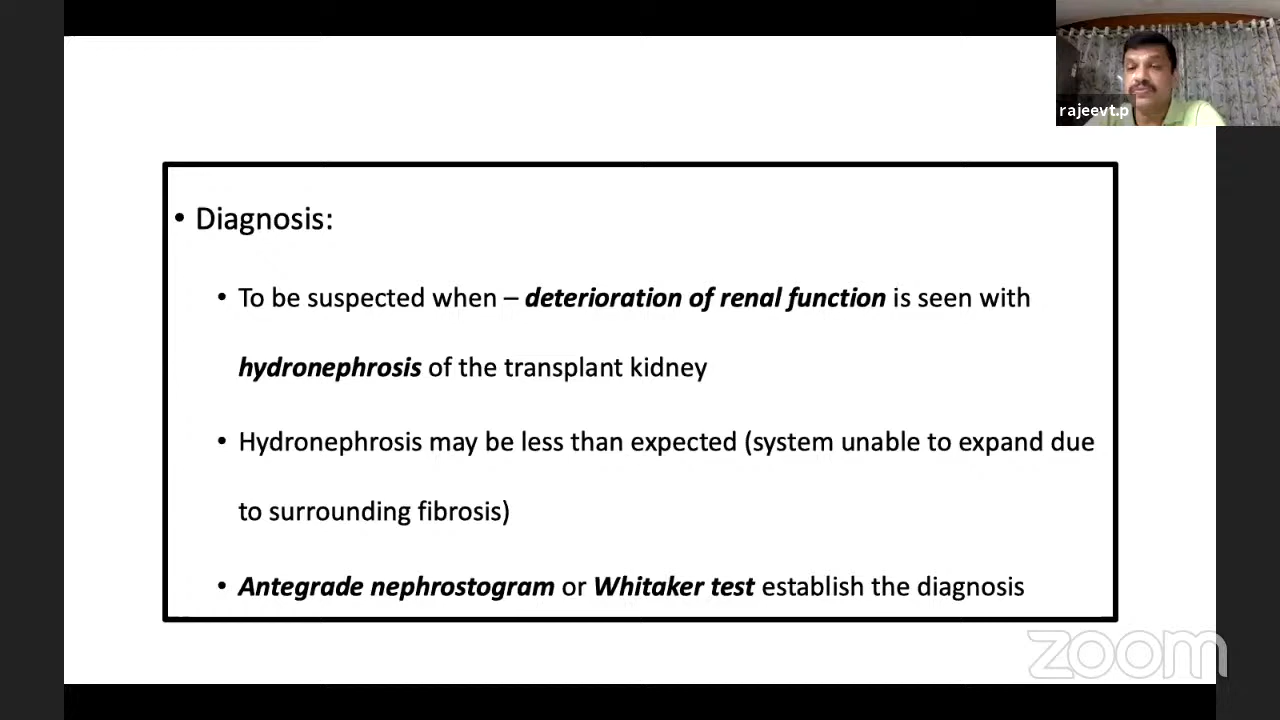 rajeevt.p
• Diagnosis:
• To be suspected when – deterioration of renal function is seen with
hydronephrosis of the transplant kidney
• Hydronephrosis may be less than expected (system unable to expand due
to surrounding fibrosis)
• Antegrade nephrostogram or Whitaker test establish the diagnosis
zoom